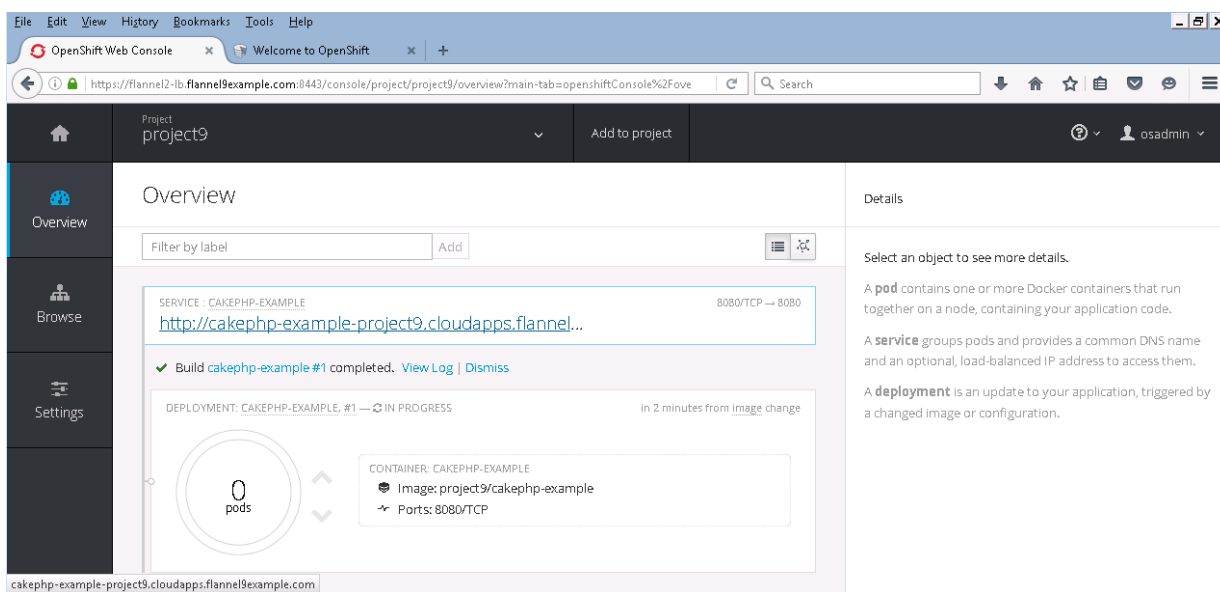 File Edit View History Bookmarks Tools Help
OpenShift Web Console × Welcome to OpenShift × +
https://flannel2-lb.flannel9example.com:8443/console/project/project9/overview?main-tab=openshiftConsole%2Fove Search
Project
project9 Add to project osadmin
Overview
Browse
Settings
Overview
Filter by label Add
SERVICE : CAKEPHP-EXAMPLE 8080/TCP → 8080
http://cakephp-example-project9.cloudapps.flannel...
Build cakephp-example #1 completed. View Log | Dismiss
DEPLOYMENT: CAKEPHP-EXAMPLE, #1 — IN PROGRESS in 2 minutes from image change
0
pods
CONTAINER: CAKEPHP-EXAMPLE
Image: project9/cakephp-example
Ports: 8080/TCP
Details
Select an object to see more details.
A pod contains one or more Docker containers that run
together on a node, containing your application code.
A service groups pods and provides a common DNS name
and an optional, load-balanced IP address to access them.
A deployment is an update to your application, triggered by
a changed image or configuration.
cakephp-example-project9.cloudapps.flannel9example.com